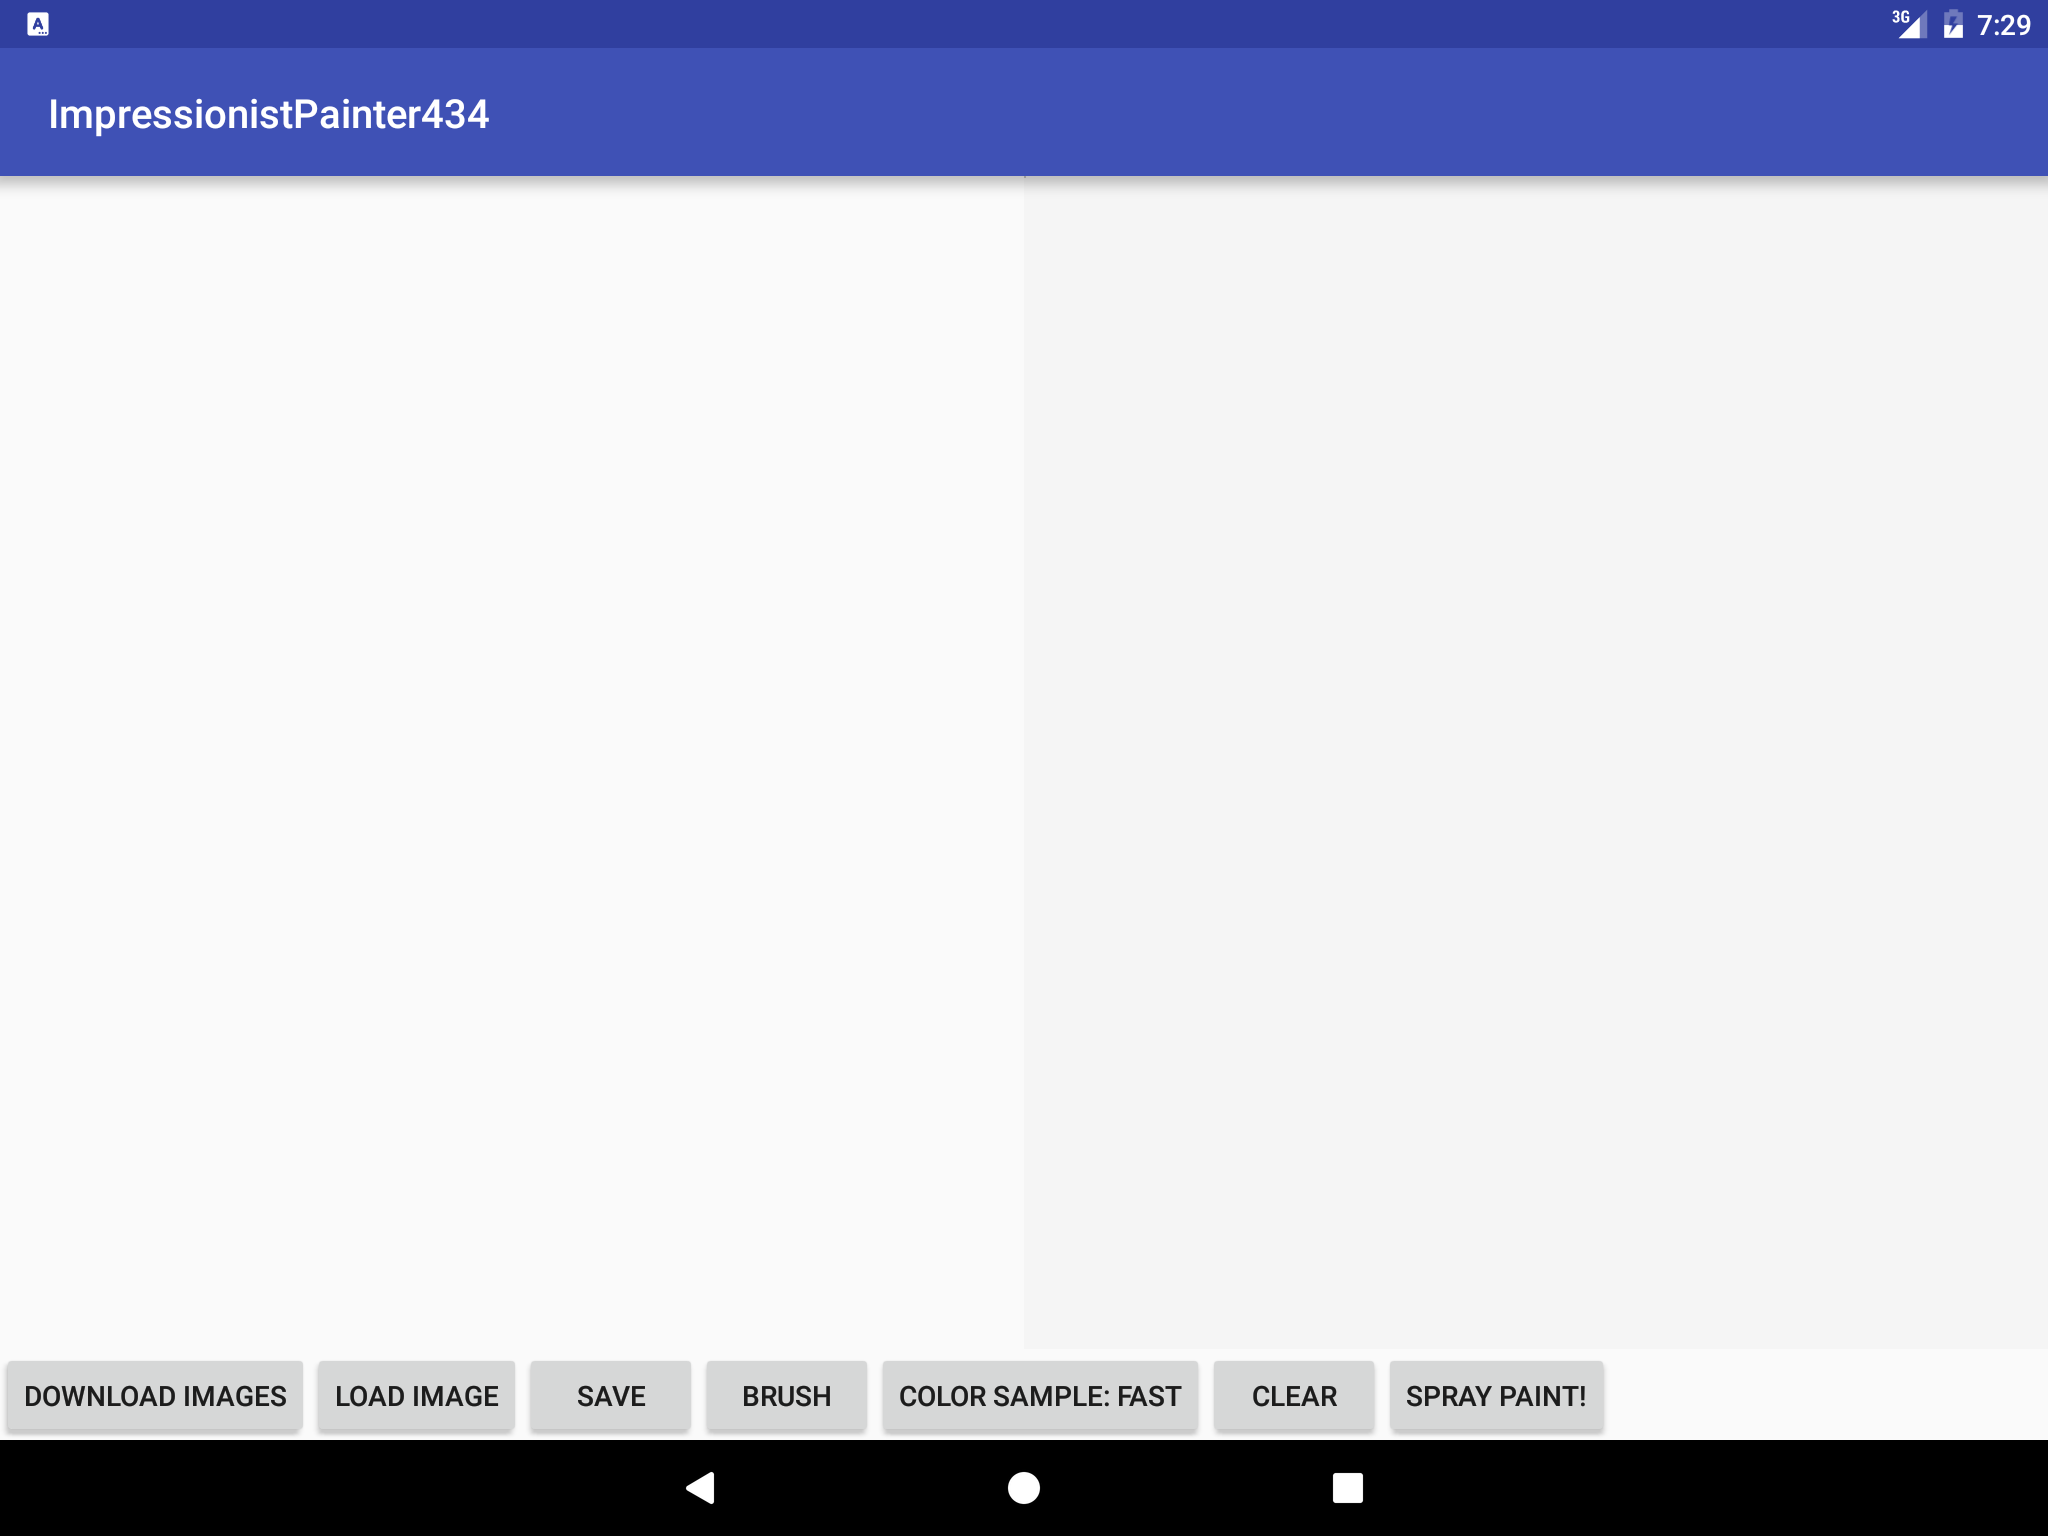 3G 7:29
ImpressionistPainter434
DOWNLOAD IMAGES LOAD IMAGE SAVE BRUSH COLOR SAMPLE: FAST CLEAR SPRAY PAINT!